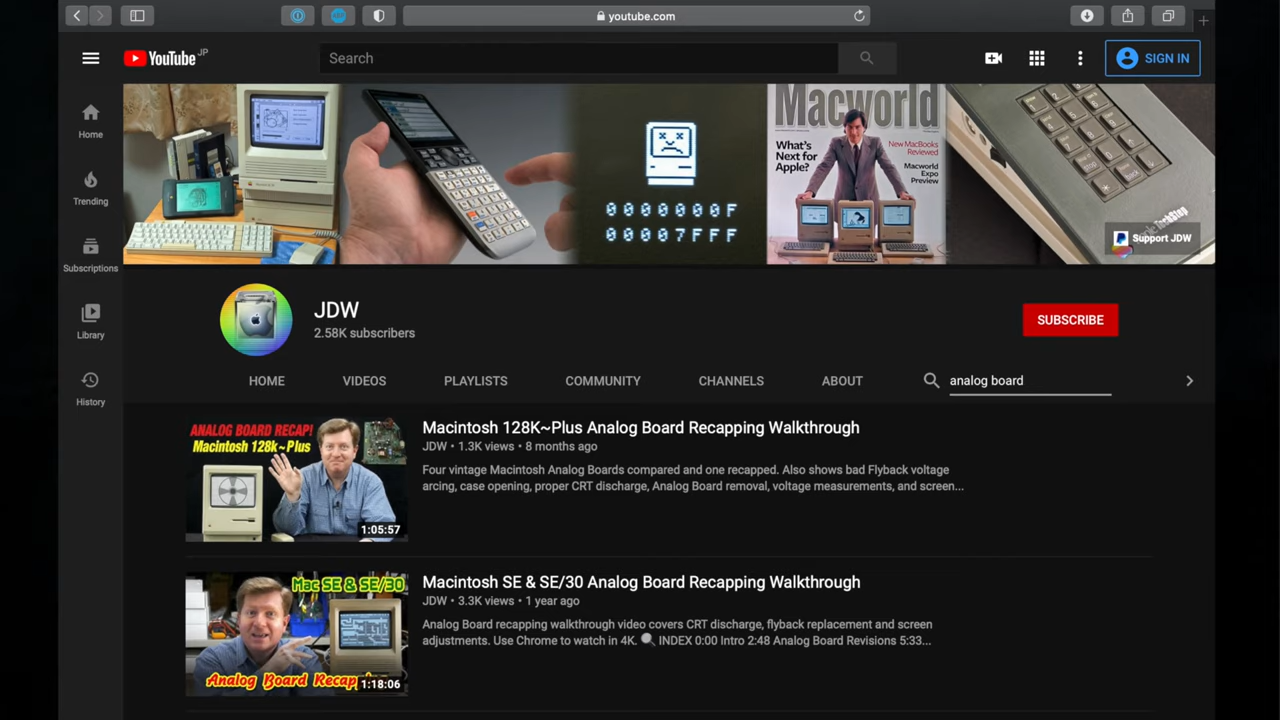 youtube.com
YouTube JP
Search
SIGN IN
Home
Trending
Subscriptions
Library
History
0000000F
00007FFF
Macworld
What's
Next for
Apple?
New MacBooks
Reviewed
Macworld
Expo
Preview
Support JDW
JDW
2.58K subscribers
SUBSCRIBE
HOME
VIDEOS
PLAYLISTS
COMMUNITY
CHANNELS
ABOUT
analog board
ANALOG BOARD RECAP!
Macintosh 128k~Plus
1:05:57
Macintosh 128K~Plus Analog Board Recapping Walkthrough
JDW • 1.3K views • 8 months ago
Four vintage Macintosh Analog Boards compared and one recapped. Also shows bad Flyback voltage
arcing, case opening, proper CRT discharge, Analog Board removal, voltage measurements, and screen...
Mac SE & SE/30
Analog Board
1:18:06
Macintosh SE & SE/30 Analog Board Recapping Walkthrough
JDW • 3.3K views • 1 year ago
Analog Board recapping walkthrough video covers CRT discharge, flyback replacement and screen
adjustments. Use Chrome to watch in 4K. 🔍 INDEX 0:00 Intro 2:48 Analog Board Revisions 5:33...